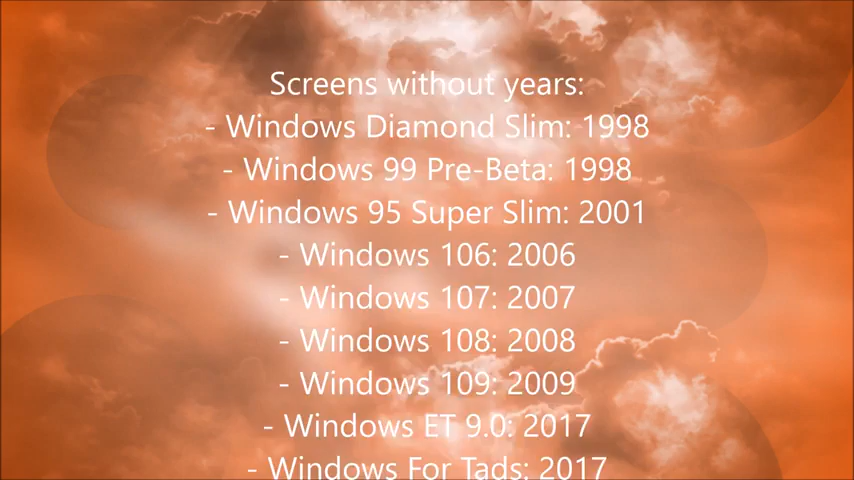 Screens without years:
- Windows Diamond Slim: 1998
- Windows 99 Pre-Beta: 1998
- Windows 95 Super Slim: 2001
- Windows 106: 2006
- Windows 107: 2007
- Windows 108: 2008
- Windows 109: 2009
- Windows ET 9.0: 2017
- Windows For Tads: 2017